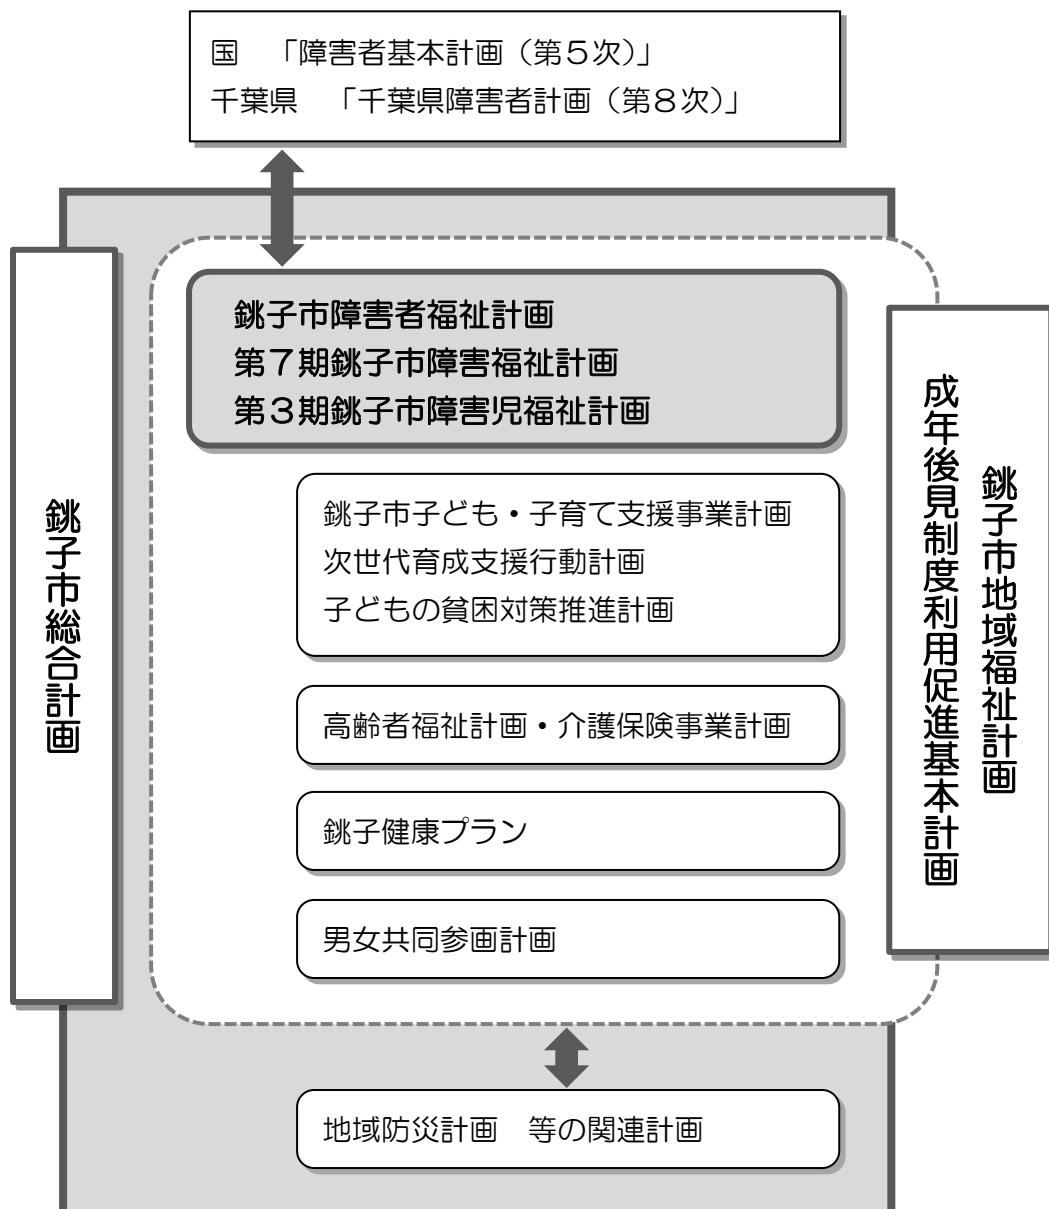 国　「障害者基本計画（第５次）」
千葉県　「千葉県障害者計画（第８次）」
銚子市総合計画
銚子市障害者福祉計画
第７期銚子市障害福祉計画
第３期銚子市障害児福祉計画
銚子市子ども・子育て支援事業計画
次世代育成支援行動計画
子どもの貧困対策推進計画
高齢者福祉計画・介護保険事業計画
銚子健康プラン
男女共同参画計画
銚子市地域福祉計画
成年後見制度利用促進基本計画
地域防災計画　等の関連計画